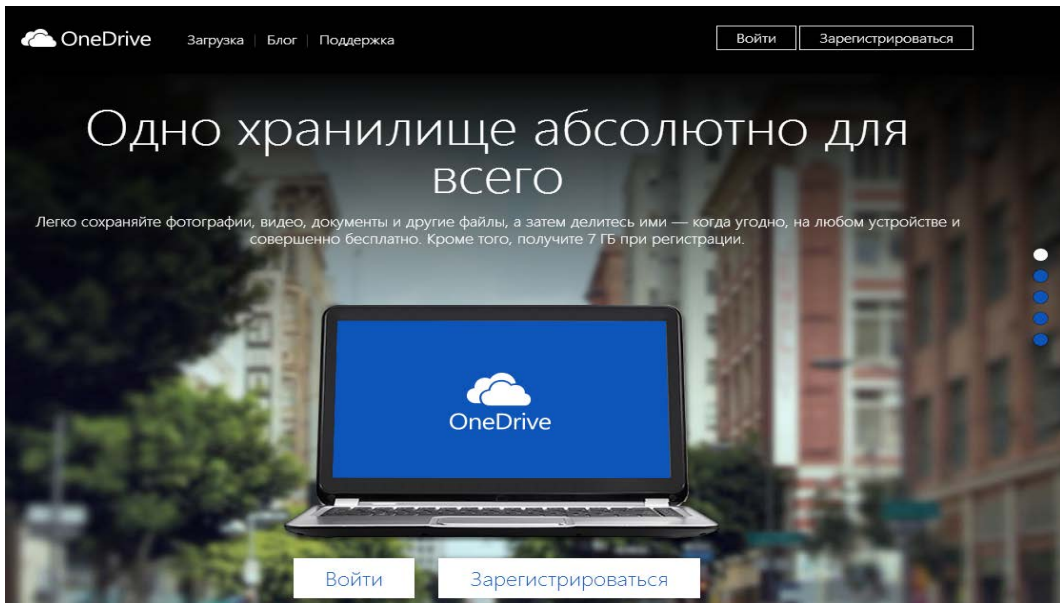 OneDrive Загрузка | Блог | Поддержка Войти Зарегистрироваться
Одно хранилище абсолютно для
всего
Легко сохраняйте фотографии, видео, документы и другие файлы, а затем делитесь ими — когда угодно, на любом устройстве и
совершенно бесплатно. Кроме того, получите 7 ГБ при регистрации.
OneDrive
Войти Зарегистрироваться